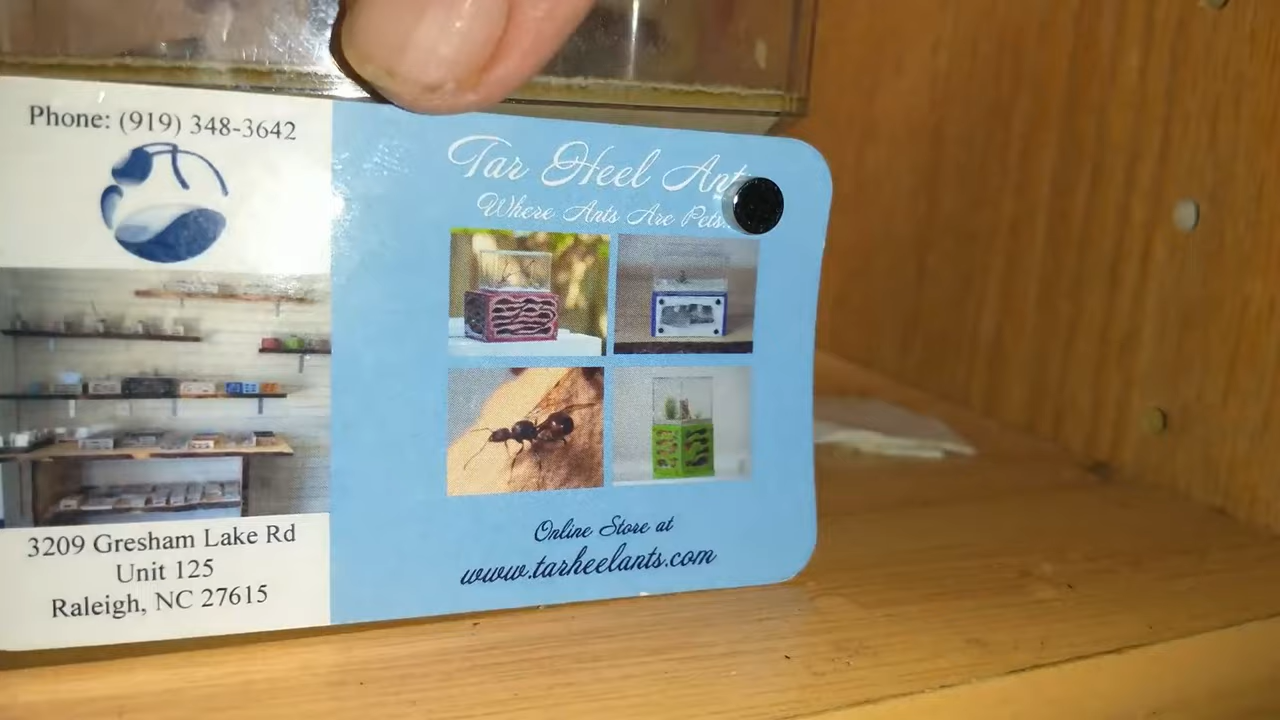 Phone: (919) 348-3642
3209 Gresham Lake Rd
Unit 125
Raleigh, NC 27615
Tar Heel Ant
Where Ants Are Pets
Online Store at
www.tarheelants.com